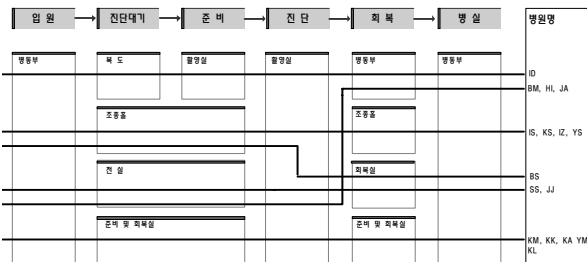 입 원 진단대기 준 비 진 단 회 복 병 실 병원명
병동부 복 도 촬영실 촬영실 병동부 병동부
ID
BM, HI, JA
조종홀 조종홀
IS, KS, IZ, YS
전 실 회복실
BS
SS, JJ
준비 및 회복실 준비 및 회복실
KM, KK, KA YM
KL